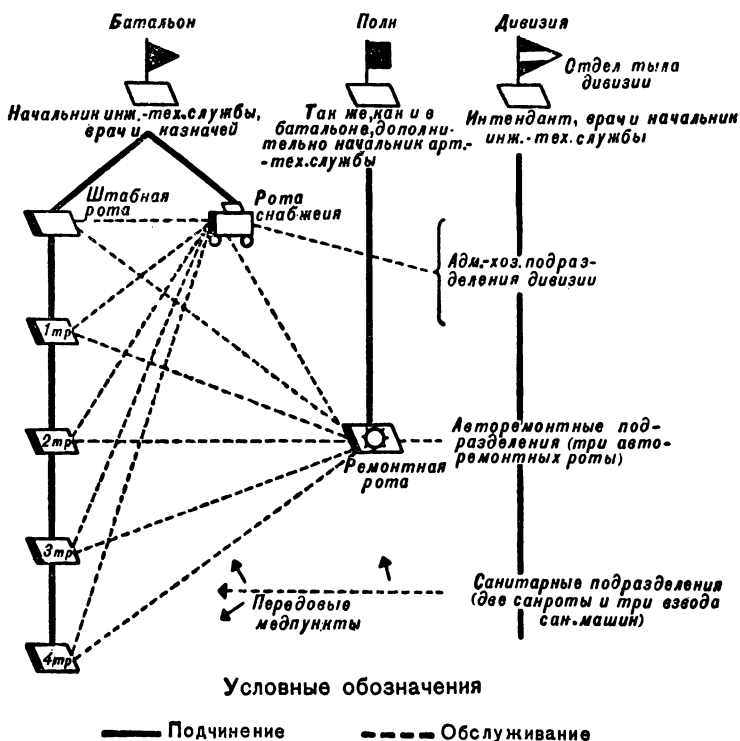 Батальон
Полк
Дивизия
Отдел тыла
дивизии
Начальник инж.-тех.службы,
врач и казначей
Так же, как и в
батальоне, дополни-
тельно начальник арт.-
-тех.службы
Интендант, врач и начальник
инж.-тех. службы
Штабная
рота
Рота
снабжеия
Адм.-хоз. подраз-
деления дивизии
1тр
2тр
Ремонтная
рота
Авторемонтные под-
разделения (три авто-
ремонтных роты)
3тр
Передовые
медпункты
Санитарные подразделения
(две санроты и три взвода
сан.машин)
4тр
Условные обозначения
Подчинение
Обслуживание